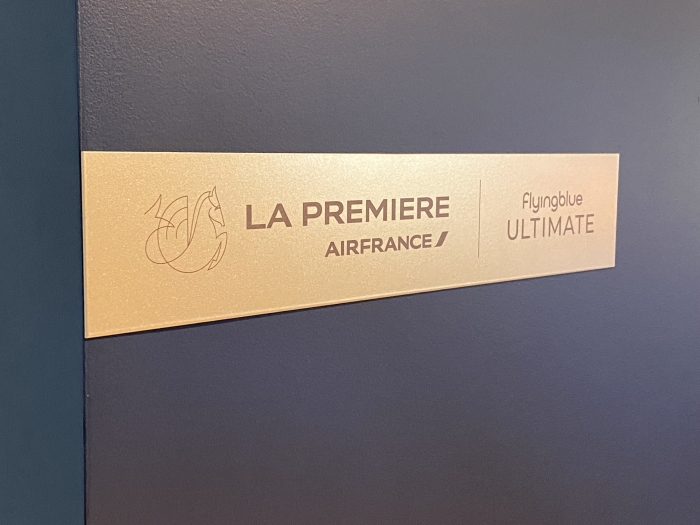 LA PREMIERE
AIRFRANCE
flyingblue
ULTIMATE